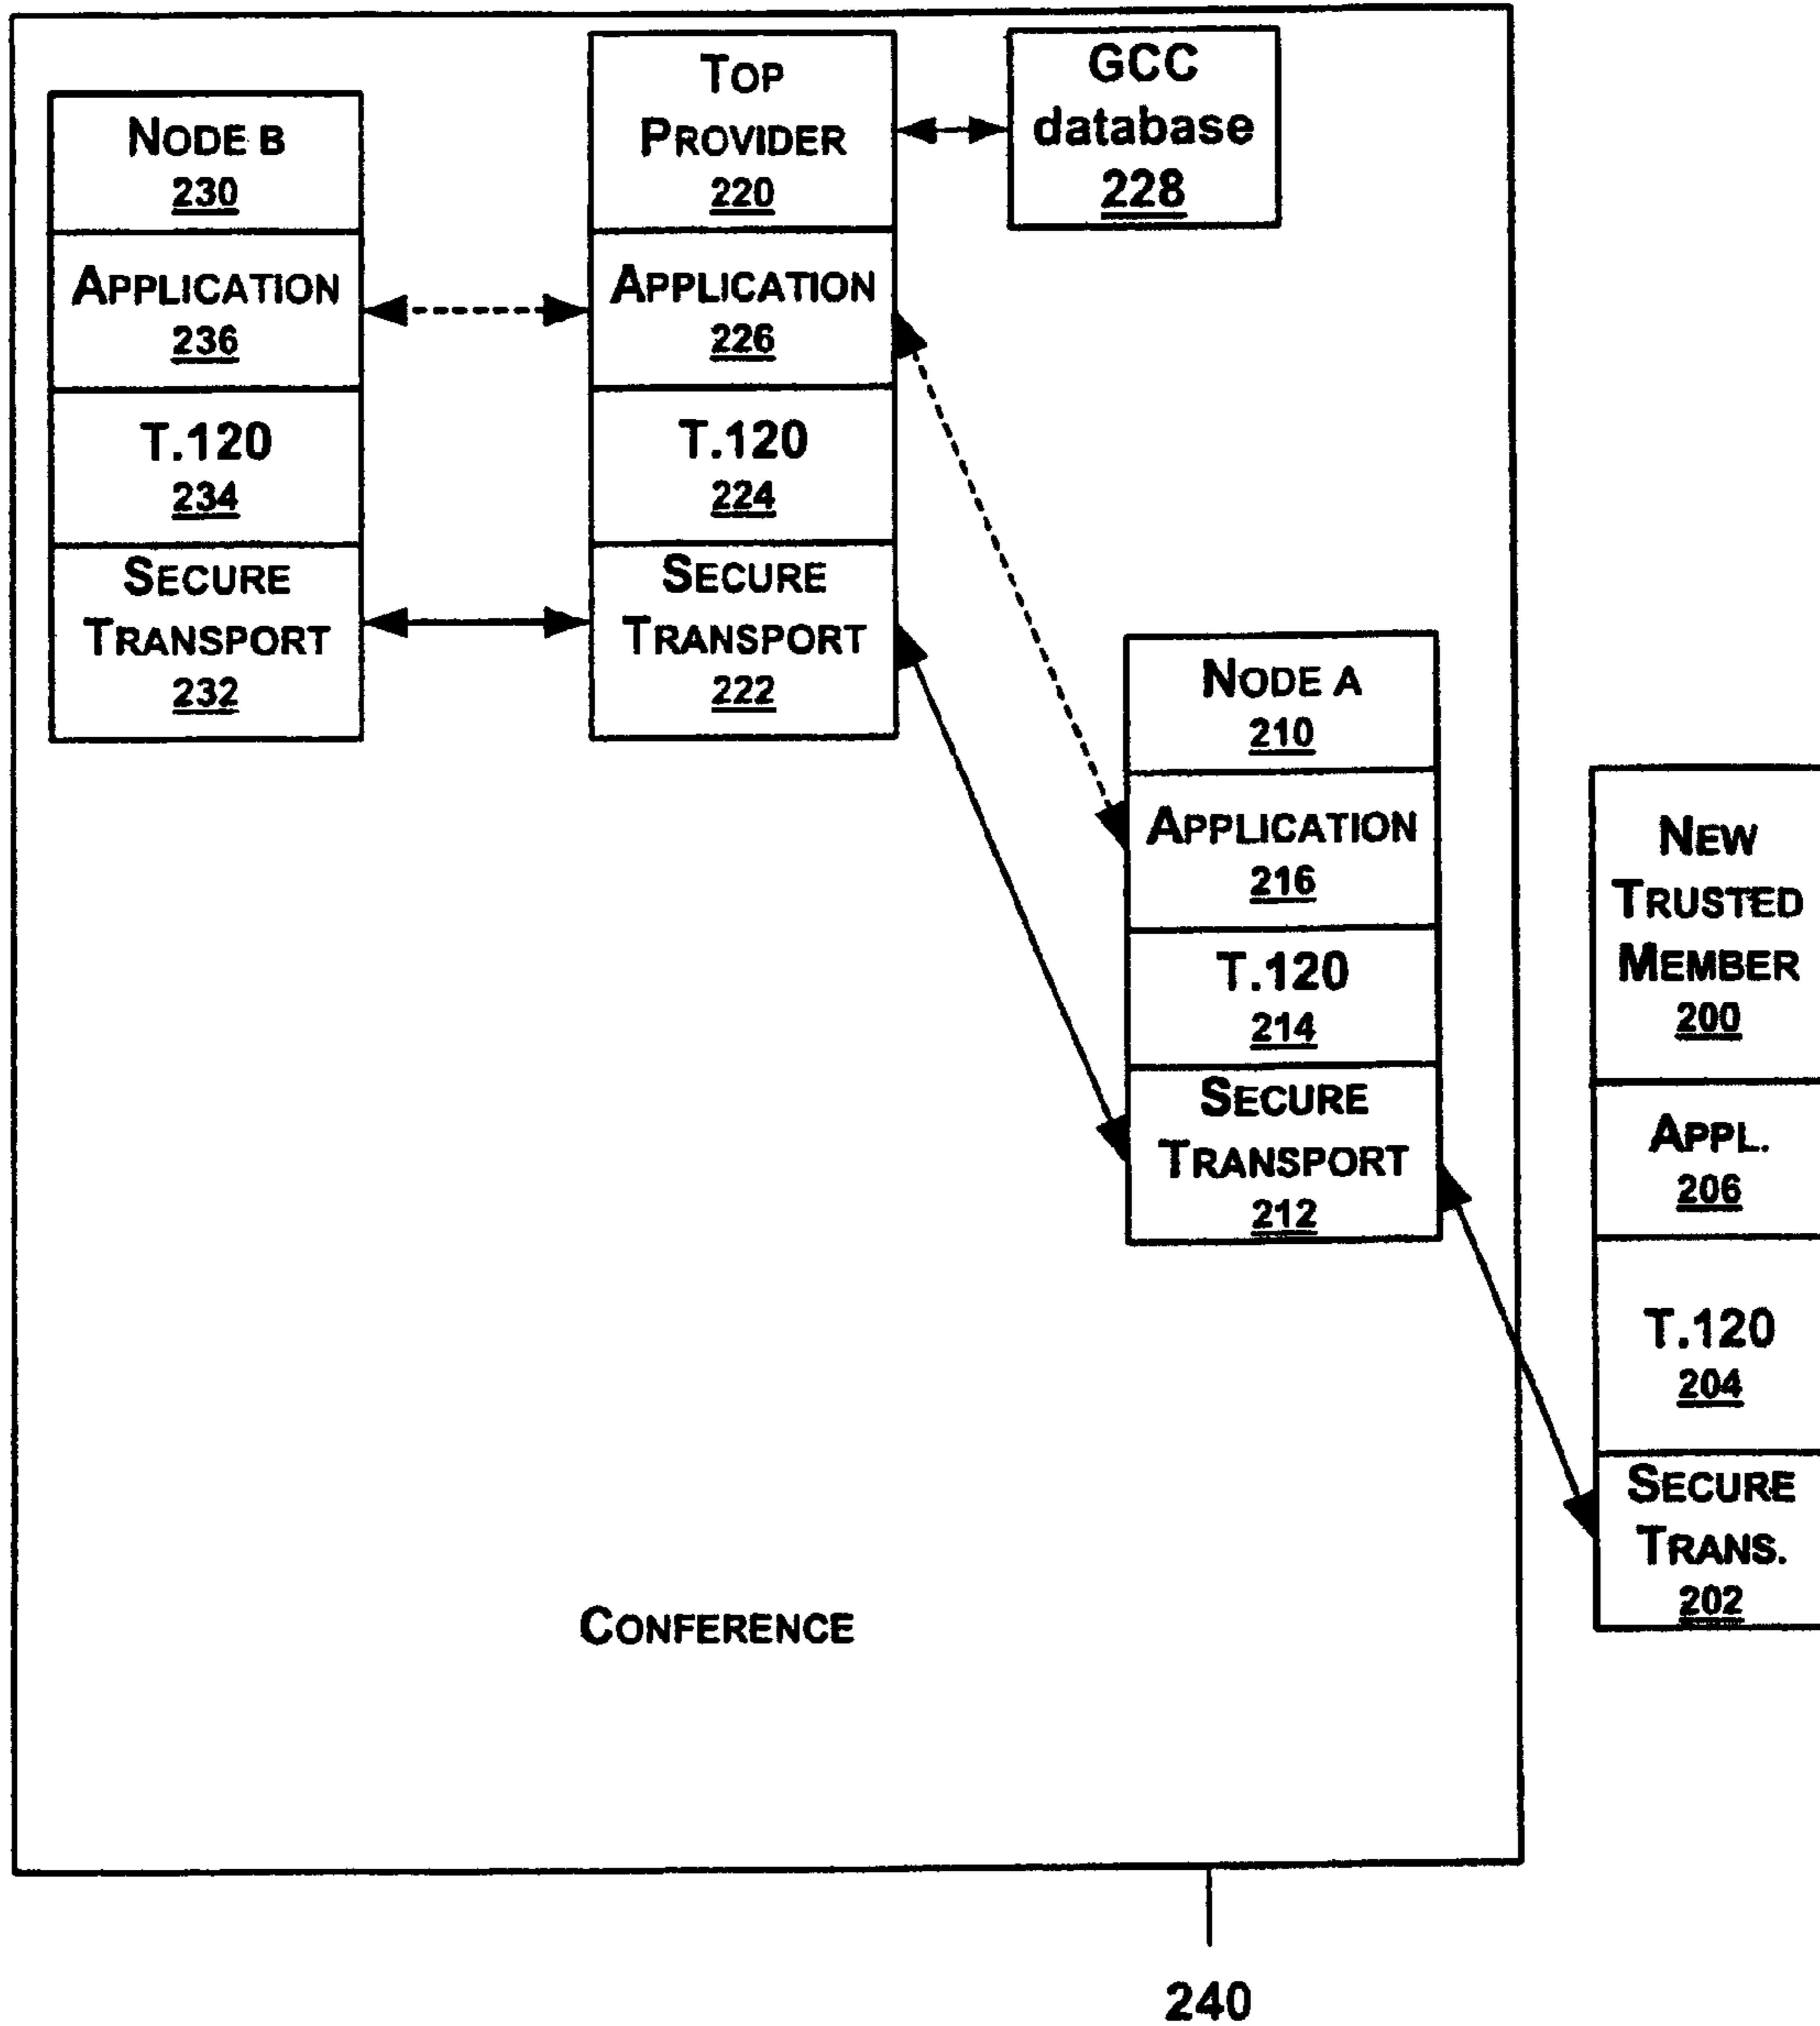 NODE B
230
APPLICATION
236
T.120
234
SECURE
TRANSPORT
232
TOP
PROVIDER
220
APPLICATION
226
T.120
224
SECURE
TRANSPORT
222
GCC
database
228
NODE A
210
APPLICATION
216
T.120
214
SECURE
TRANSPORT
212
NEW
TRUSTED
MEMBER
200
APPL.
206
T.120
204
SECURE
TRANS.
202
CONFERENCE
240